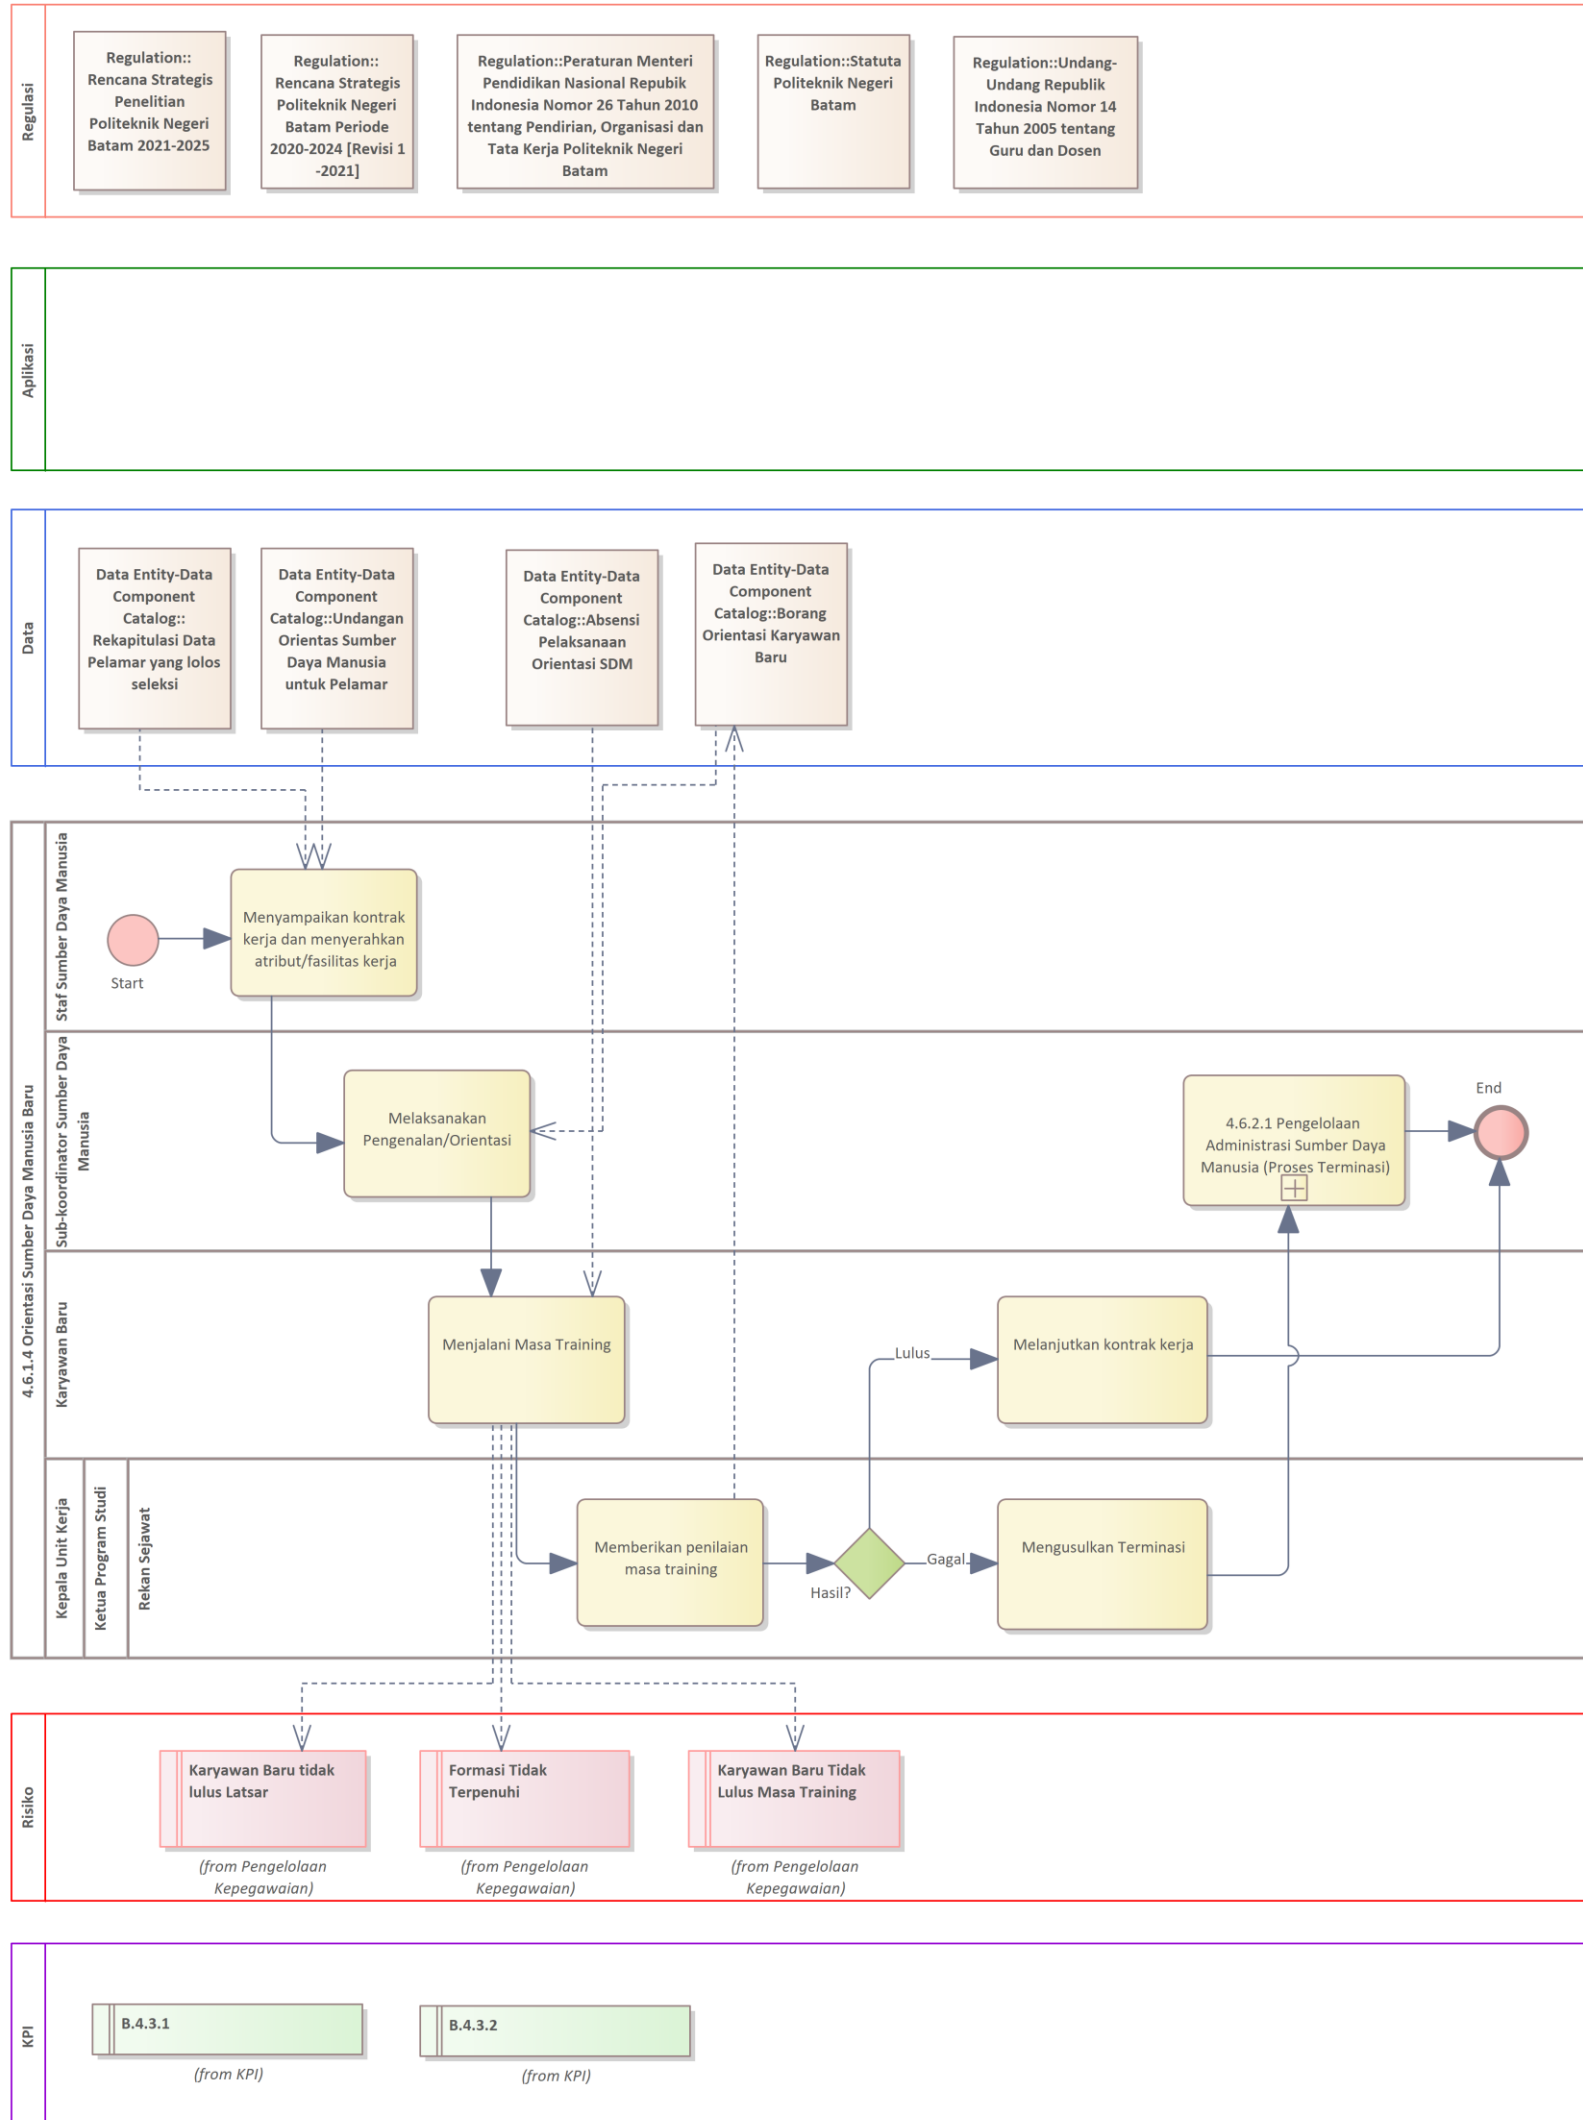 Regulasi
Regulation::
Rencana Strategis
Penelitian
Politeknik Negeri
Batam 2021-2025
Regulation::
Rencana Strategis
Politeknik Negeri
Batam Periode
2020-2024 [Revisi 1
-2021]
Regulation::Peraturan Menteri
Pendidikan Nasional Repubik
Indonesia Nomor 26 Tahun 2010
tentang Pendirian, Organisasi dan
Tata Kerja Politeknik Negeri
Batam
Regulation::Statuta
Politeknik Negeri
Batam
Regulation::Undang-
Undang Republik
Indonesia Nomor 14
Tahun 2005 tentang
Guru dan Dosen
Aplikasi
Data
Data Entity-Data
Component
Catalog::
Rekapitulasi Data
Pelamar yang lolos
seleksi
Data Entity-Data
Component
Catalog::Undangan
Orientas Sumber
Daya Manusia
untuk Pelamar
Data Entity-Data
Component
Catalog::Absensi
Pelaksanaan
Orientasi SDM
Data Entity-Data
Component
Catalog::Borang
Orientasi Karyawan
Baru
4.6.1.4 Orientasi Sumber Daya Manusia Baru
Staf Sumber Daya Manusia
Start
Menyampaikan kontrak
kerja dan menyerahkan
atribut/fasilitas kerja
Sub-koordinator Sumber Daya
Manusia
Melaksanakan
Pengenalan/Orientasi
4.6.2.1 Pengelolaan
Administrasi Sumber Daya
Manusia (Proses Terminasi)
End
Karyawan Baru
Menjalani Masa Training
Lulus
Melanjutkan kontrak kerja
Kepala Unit Kerja
Ketua Program Studi
Rekan Sejawat
Memberikan penilaian
masa training
Hasil?
Gagal
Mengusulkan Terminasi
Risiko
Karyawan Baru tidak
lulus Latsar
(from Pengelolaan
Kepegawaian)
Formasi Tidak
Terpenuhi
(from Pengelolaan
Kepegawaian)
Karyawan Baru Tidak
Lulus Masa Training
(from Pengelolaan
Kepegawaian)
KPI
B.4.3.1
(from KPI)
B.4.3.2
(from KPI)